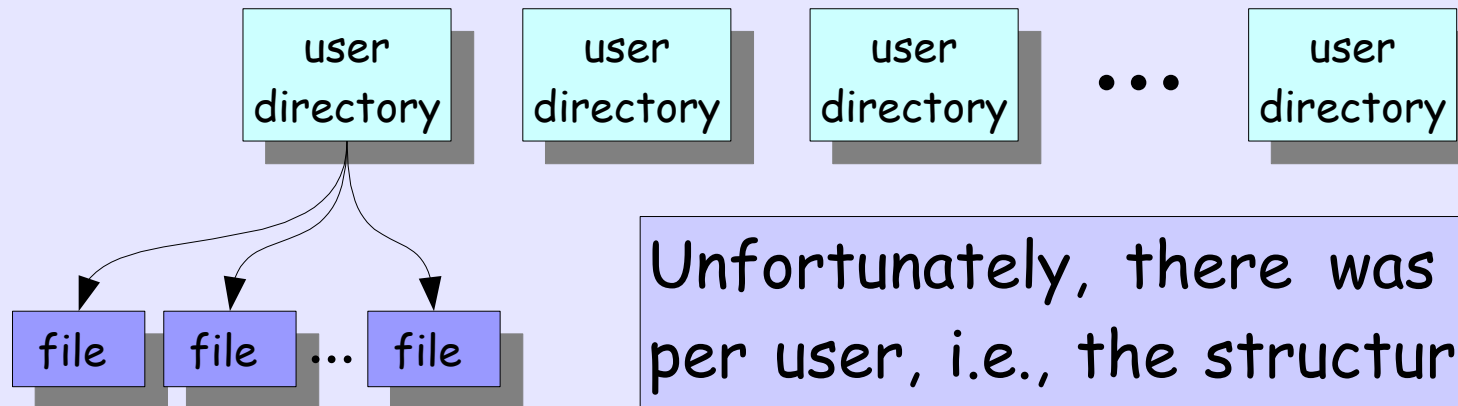 user user user ... user
directory directory directory directory
file file ... file
Unfortunately, there was
per user, i.e., the structur